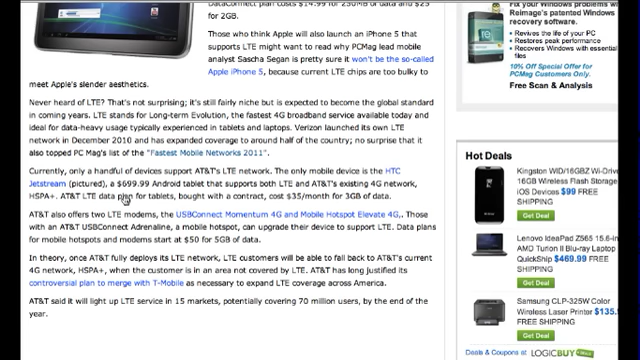 DataConnect plan costs $14.99 for 250MB of data and $25
for 2GB.
Those who think Apple will also launch an iPhone 5 that
supports LTE might want to read why PCMag lead mobile
analyst Sascha Segan is pretty sure it won't be the so-called
Apple iPhone 5, because current LTE chips are too bulky to
meet Apple's slender aesthetics.
Never heard of LTE? That's not surprising; it's still fairly niche but is expected to become the global standard
in coming years. LTE stands for Long-term Evolution, the fastest 4G broadband service available today and
ideal for data-heavy usage typically experienced in tablets and laptops. Verizon launched its own LTE
network in December 2010 and has expanded coverage to around half of the country; no surprise that it
also topped PC Mag's list of the "Fastest Mobile Networks 2011".
Currently, only a handful of devices support AT&T's LTE network. The only mobile device is the HTC
Jetstream (pictured), a $699.99 Android tablet that supports both LTE and AT&T's existing 4G network,
HSPA+. AT&T LTE data plan for tablets, bought with a contract, cost $35/month for 3GB of data.
AT&T also offers two LTE modems, the USBConnect Momentum 4G and Mobile Hotspot Elevate 4G,. Those
with an AT&T USBConnect Adrenaline, a mobile hotspot, can upgrade their device to support LTE. Data plans
for mobile hotspots and modems start at $50 for 5GB of data.
In theory, once AT&T fully deploys its LTE network, LTE customers will be able to fall back to AT&T's current
4G network, HSPA+, when the customer is in an area not covered by LTE. AT&T has long justified its
controversial plan to merge with T-Mobile as necessary to expand LTE coverage across America.
AT&T said it will light up LTE service in 15 markets, potentially covering 70 million users, by the end of the
year.
Fix your Windows problems
Reimage's patented Windows
recovery software.
Revives the life of your PC
Restores peak performance
Recovers Windows with essential
files
10% Off Special Offer for
PCMag Customers Only.
Free Scan & Analysis
Hot Deals
Kingston WID/16GBZ Wi-Dr
16GB Wireless Flash Storage
iOS Devices $99 FREE
SHIPPING
Get Deal
Lenovo IdeaPad Z565 15.6-in
AMD Turion II Blu-ray Laptop
QuickShip $469.99 FREE
SHIPPING
Get Deal
Samsung CLP-325W Color
Wireless Laser Printer $135.
FREE SHIPPING
Get Deal
Deals & Coupons at LOGICBUY